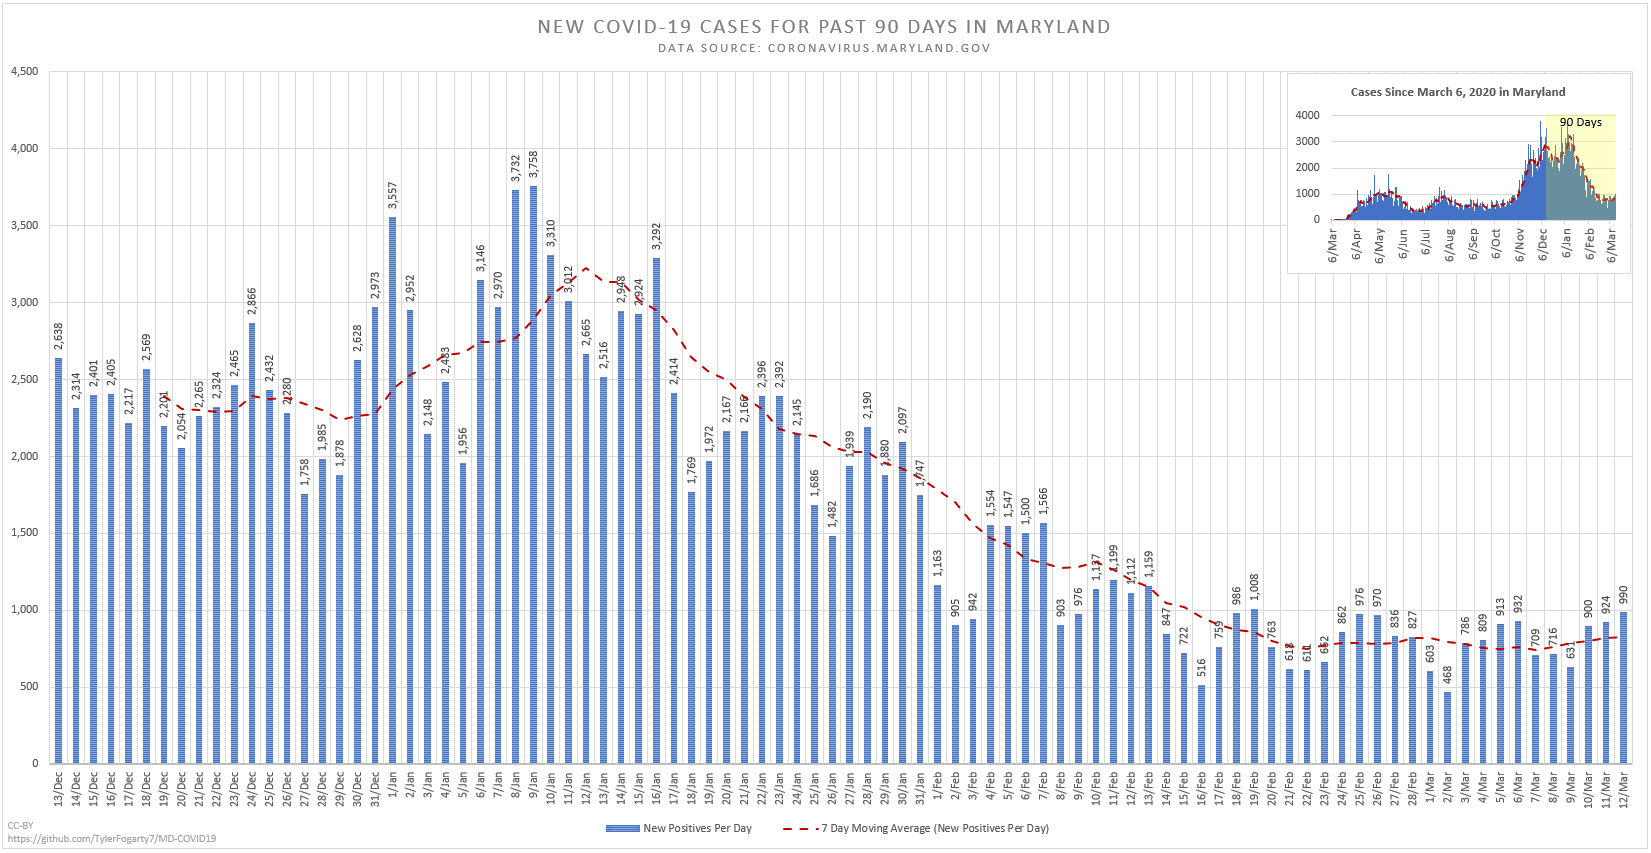 NEW COVID-19 CASES FOR PAST 90 DAYS IN MARYLAND
DATA SOURCE: CORONAVIRUS.MARYLAND.GOV
4,500
4,000
3,500
3,000
2,500
2,000
1,500
1,000
500
0
2,638
2,314
2,401
2,405
2,217
2,569
2,201
2,054
2,265
2,324
2,465
2,866
2,432
2,280
1,758
1,985
1,878
2,628
2,973
3,557
2,952
2,148
2,483
1,956
3,146
2,970
3,732
3,758
3,310
3,012
2,665
2,516
2,948
2,924
3,292
2,414
1,769
1,972
2,167
2,396
2,392
2,145
1,686
1,482
1,939
2,190
1,880
2,097
1,747
1,163
905
942
1,554
1,547
1,500
1,566
903
976
1,137
1,199
1,112
1,159
847
722
516
759
986
1,008
763
662
862
976
970
836
827
603
468
786
809
913
932
709
716
631
900
924
990
13/Dec
14/Dec
15/Dec
16/Dec
17/Dec
18/Dec
19/Dec
20/Dec
21/Dec
22/Dec
23/Dec
24/Dec
25/Dec
26/Dec
27/Dec
28/Dec
29/Dec
30/Dec
31/Dec
1/Jan
2/Jan
3/Jan
4/Jan
5/Jan
6/Jan
7/Jan
8/Jan
9/Jan
10/Jan
11/Jan
12/Jan
13/Jan
14/Jan
15/Jan
16/Jan
17/Jan
18/Jan
19/Jan
20/Jan
21/Jan
22/Jan
23/Jan
24/Jan
25/Jan
26/Jan
27/Jan
28/Jan
29/Jan
30/Jan
31/Jan
1/Feb
2/Feb
3/Feb
4/Feb
5/Feb
6/Feb
7/Feb
8/Feb
9/Feb
10/Feb
11/Feb
12/Feb
13/Feb
14/Feb
15/Feb
16/Feb
17/Feb
18/Feb
19/Feb
20/Feb
21/Feb
22/Feb
23/Feb
24/Feb
25/Feb
26/Feb
27/Feb
28/Feb
1/Mar
2/Mar
3/Mar
4/Mar
5/Mar
6/Mar
7/Mar
8/Mar
9/Mar
10/Mar
11/Mar
12/Mar
Cases Since March 6, 2020 in Maryland
90 Days
4000
3000
2000
1000
0
6/Mar
6/Apr
6/May
6/Jun
6/Jul
6/Aug
6/Sep
6/Oct
6/Nov
6/Dec
6/Jan
6/Feb
6/Mar
New Positives Per Day
7 Day Moving Average (New Positives Per Day)
CC-BY
https://github.com/TylerFogarty7/MD-COVID19